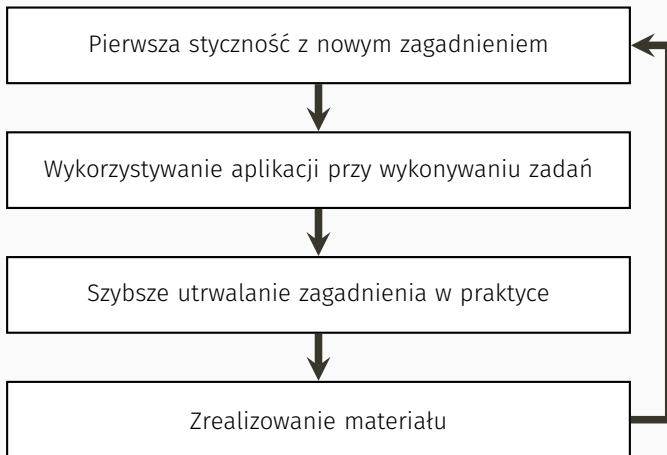 Pierwsza styczność z nowym zagadnieniem
Wykorzystywanie aplikacji przy wykonywaniu zadań
Szybsze utrwalanie zagadnienia w praktyce
Zrealizowanie materiału